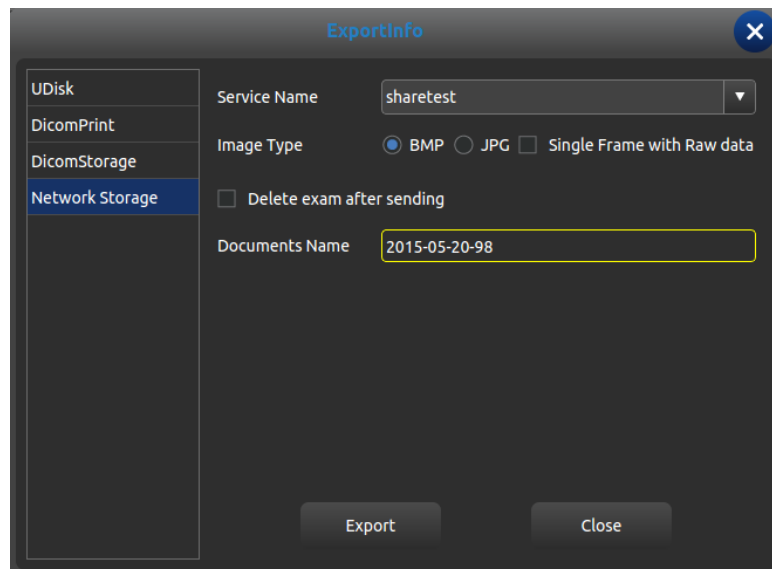 ExportInfo
UDisk
DicomPrint
DicomStorage
Network Storage
Service Name sharetest
Image Type BMP JPG Single Frame with Raw data
Delete exam after sending
Documents Name 2015-05-20-98
Export Close